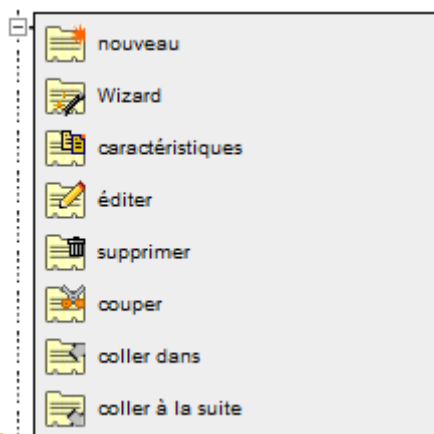 nouveau
Wizard
caractéristiques
éditer
supprimer
couper
coller dans
coller à la suite